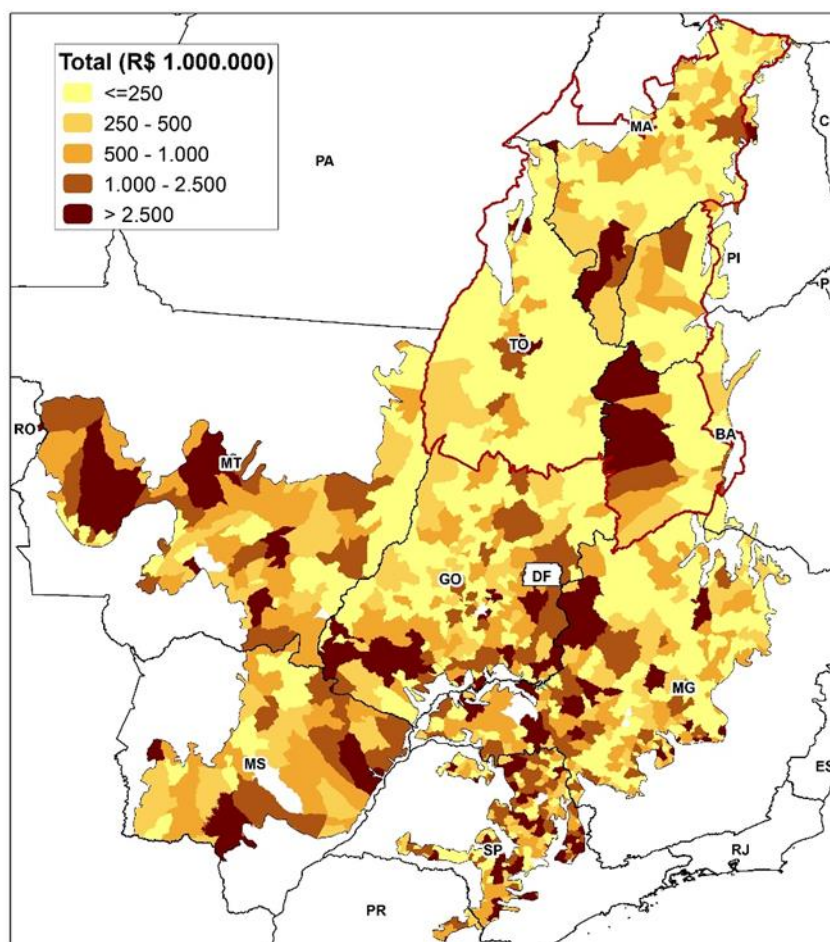 Total (R$ 1.000.000)
<=250
250 - 500
500 - 1.000
1.000 - 2.500
> 2.500
MA
C
PA
PI
P
TO
RO
BA
MT
GO
DF
MG
MS
ES
SP
RJ
PR